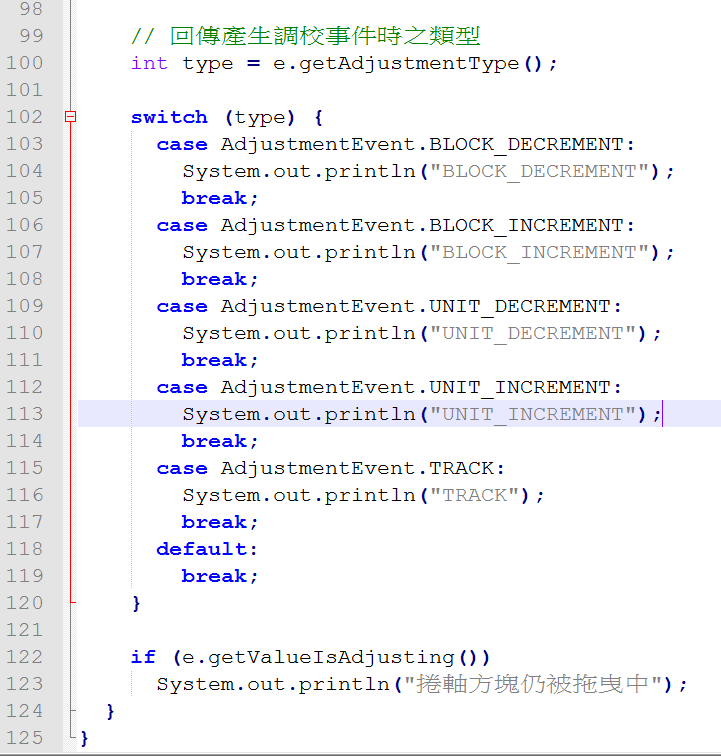 98
99 // 回傳產生調校事件時之類型
100 int type = e.getAdjustmentType();
101
102 switch (type) {
103 case AdjustmentEvent.BLOCK_DECREMENT:
104 System.out.println("BLOCK_DECREMENT");
105 break;
106 case AdjustmentEvent.BLOCK_INCREMENT:
107 System.out.println("BLOCK_INCREMENT");
108 break;
109 case AdjustmentEvent.UNIT_DECREMENT:
110 System.out.println("UNIT_DECREMENT");
111 break;
112 case AdjustmentEvent.UNIT_INCREMENT:
113 System.out.println("UNIT_INCREMENT");
114 break;
115 case AdjustmentEvent.TRACK:
116 System.out.println("TRACK");
117 break;
118 default:
119 break;
120 }
121
122 if (e.getValueIsAdjusting())
123 System.out.println("捲軸方塊仍被拖曳中");
124 }
125 }